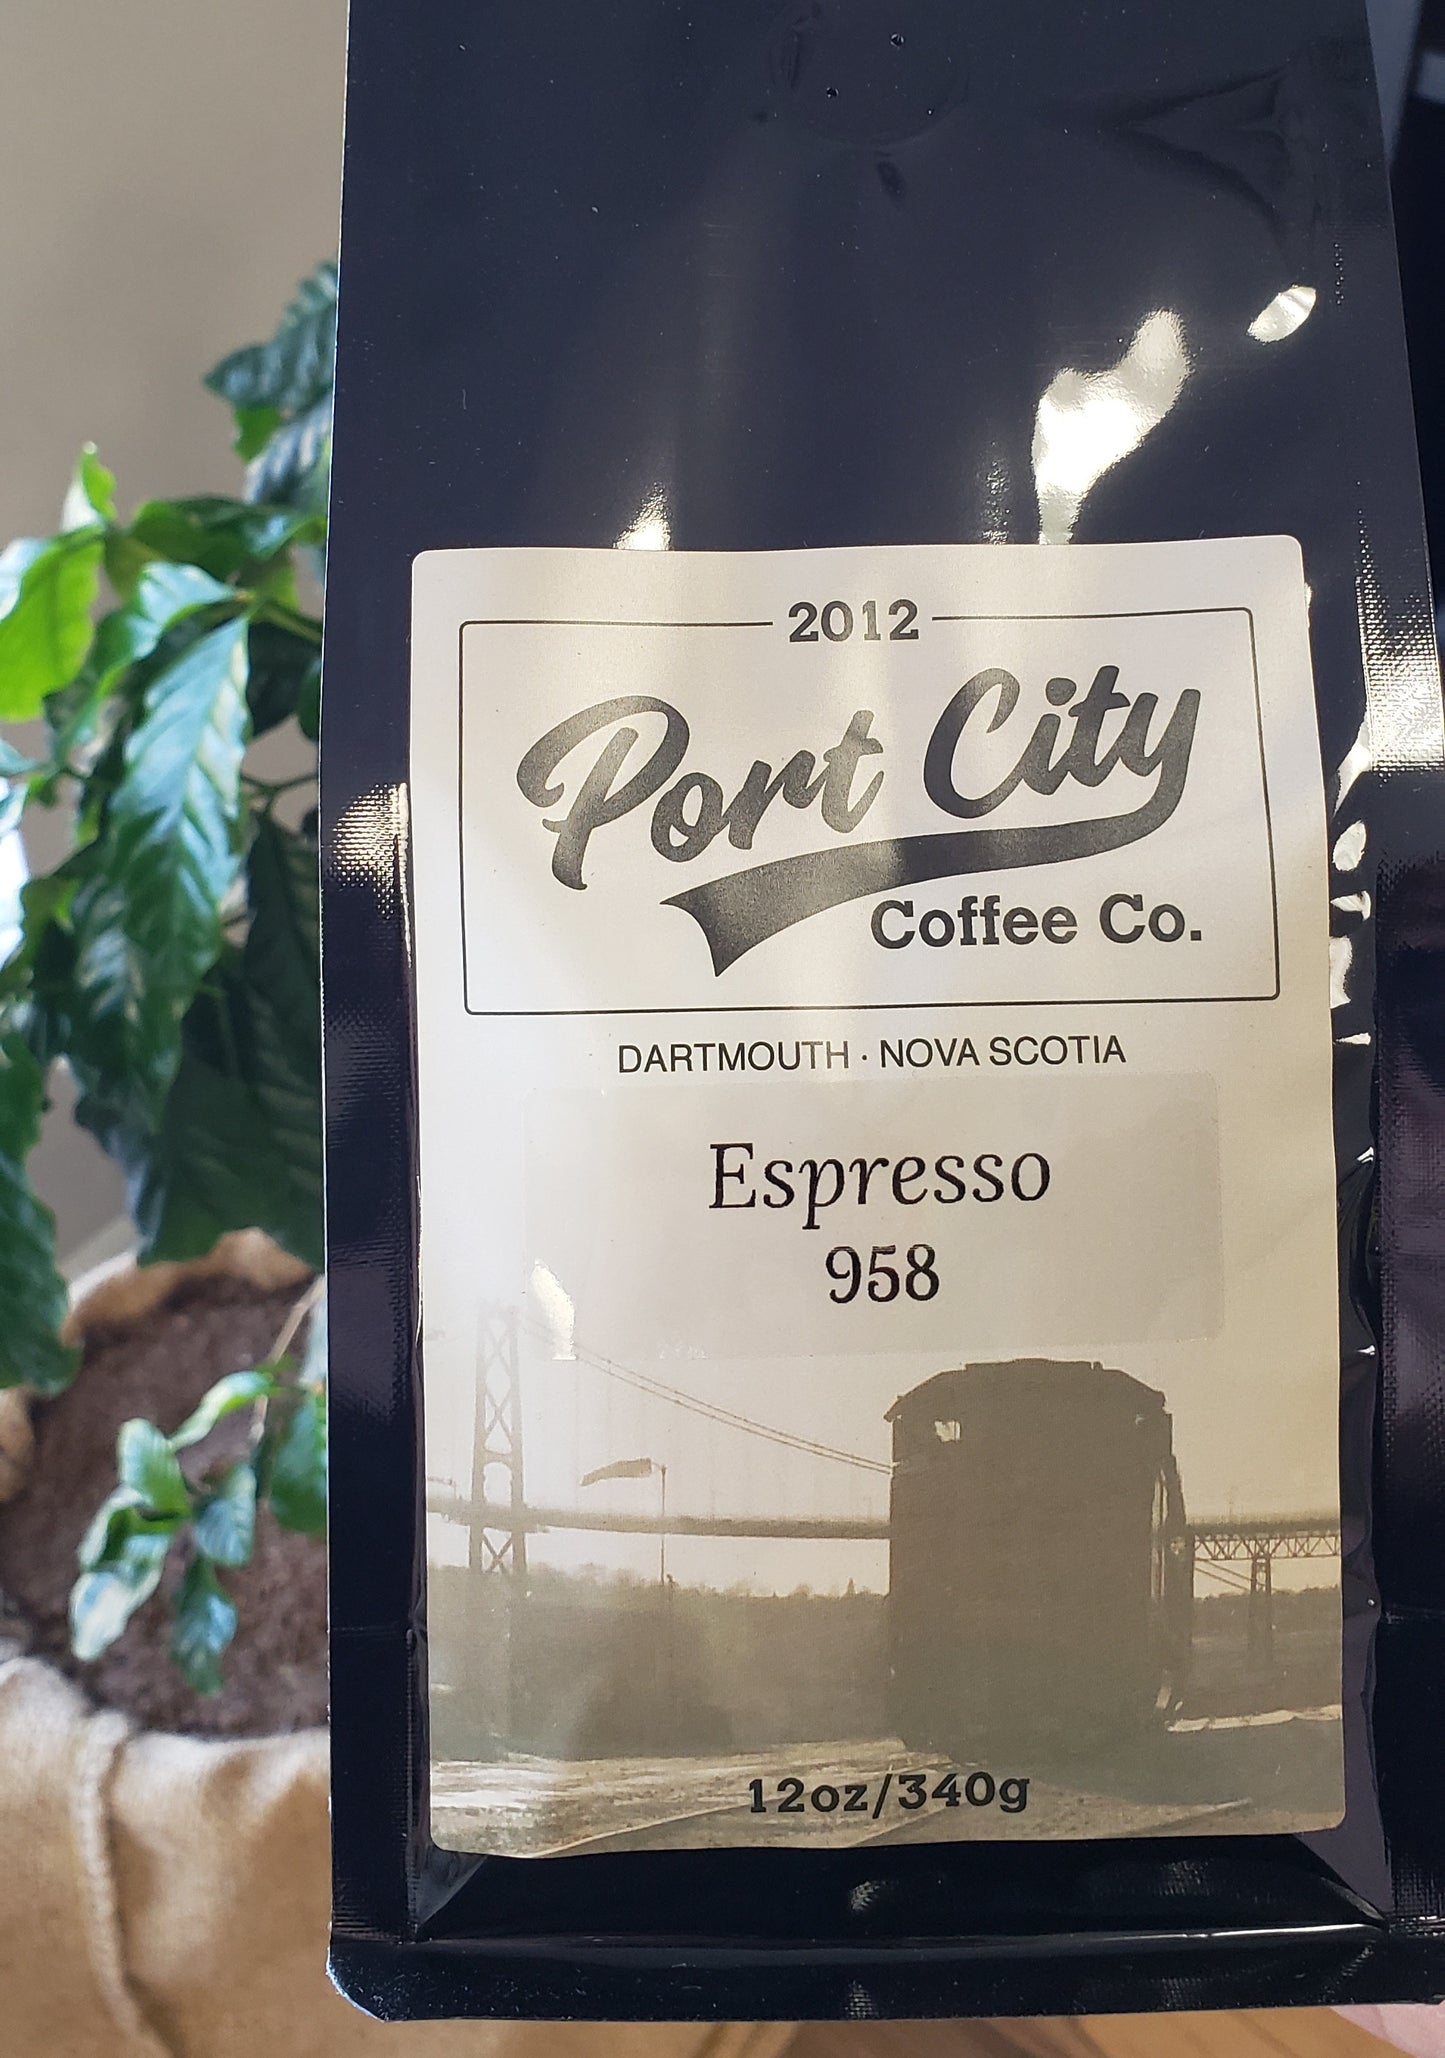 2012
Port City
Coffee Co.
DARTMOUTH · NOVA SCOTIA
Espresso
958
12oz/340g